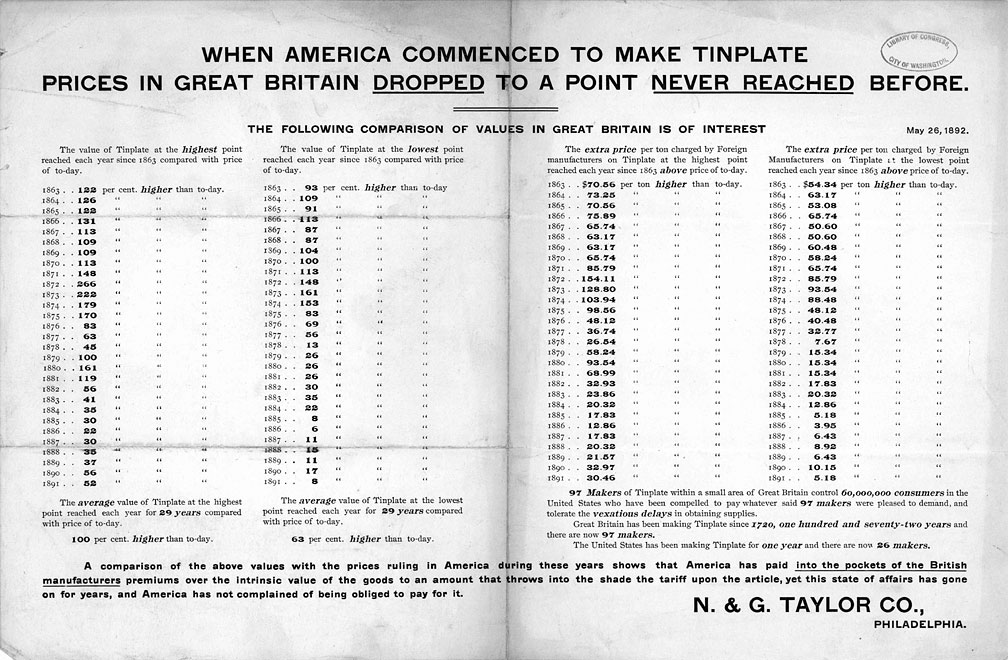 LIBRARY OF CONGRESS,
CITY OF WASHINGTON.
WHEN AMERICA COMMENCED TO MAKE TINPLATE
PRICES IN GREAT BRITAIN DROPPED TO A POINT NEVER REACHED BEFORE.
THE FOLLOWING COMPARISON OF VALUES IN GREAT BRITAIN IS OF INTEREST
May 26, 1892.
The value of Tinplate at the highest point
reached each year since 1863 compared with price
of to-day.
1863 . . 122 per cent. higher than to-day.
1864 . . 126 " " "
1865 . . 122 " " "
1866 . . 131 " " "
1867 . . 113 " " "
1868 . . 109 " " "
1869 . . 109 " " "
1870 . . 113 " " "
1871 . . 148 " " "
1872 . . 266 " " "
1873 . . 222 " " "
1874 . . 179 " " "
1875 . . 170 " " "
1876 . . 83 " " "
1877 . . 63 " " "
1878 . . 45 " " "
1879 . . 100 " " "
1880 . . 161 " " "
1881 . . 119 " " "
1882 . . 56 " " "
1883 . . 41 " " "
1884 . . 35 " " "
1885 . . 30 " " "
1886 . . 22 " " "
1887 . . 30 " " "
1888 . . 35 " " "
1889 . . 37 " " "
1890 . . 56 " " "
1891 . . 52 " " "
The average value of Tinplate at the highest
point reached each year for 29 years compared
with price of to-day.
100 per cent. higher than to-day.
The value of Tinplate at the lowest point
reached each year since 1863 compared with price
of to-day.
1863 . . 93 per cent. higher than to-day
1864 . . 109 " " "
1865 . . 91 " " "
1866 . . 113 " " "
1867 . . 87 " " "
1868 . . 87 " " "
1869 . . 104 " " "
1870 . . 100 " " "
1871 . . 113 " " "
1872 . . 148 " " "
1873 . . 161 " " "
1874 . . 153 " " "
1875 . . 83 " " "
1876 . . 69 " " "
1877 . . 56 " " "
1878 . . 13 " " "
1879 . . 26 " " "
1880 . . 26 " " "
1881 . . 26 " " "
1882 . . 30 " " "
1883 . . 35 " " "
1884 . . 22 " " "
1885 . . 8 " " "
1886 . . 6 " " "
1887 . . 11 " " "
1888 . . 15 " " "
1889 . . 11 " " "
1890 . . 17 " " "
1891 . . 8 " " "
The average value of Tinplate at the lowest
point reached each year for 29 years compared
with price of to-day.
63 per cent. higher than to-day.
The extra price per ton charged by Foreign
manufacturers on Tinplate at the highest point
reached each year since 1863 above price of to-day.
1863 . . $70.56 per ton higher than to-day.
1864 . . 73.25 " " "
1865 . . 70.56 " " "
1866 . . 75.89 " " "
1867 . . 65.74 " " "
1868 . . 63.17 " " "
1869 . . 63.17 " " "
1870 . . 65.74 " " "
1871 . . 85.79 " " "
1872 . . 154.11 " " "
1873 . . 128.80 " " "
1874 . . 103.94 " " "
1875 . . 98.56 " " "
1876 . . 48.12 " " "
1877 . . 36.74 " " "
1878 . . 26.54 " " "
1879 . . 58.24 " " "
1880 . . 93.54 " " "
1881 . . 68.99 " " "
1882 . . 32.93 " " "
1883 . . 23.86 " " "
1884 . . 20.32 " " "
1885 . . 17.83 " " "
1886 . . 12.86 " " "
1887 . . 17.83 " " "
1888 . . 20.32 " " "
1889 . . 21.57 " " "
1890 . . 32.97 " " "
1891 . . 30.46 " " "
The extra price per ton charged by Foreign
Manufacturers on Tinplate at the lowest point
reached each year since 1863 above price of to-day.
1863 . . $54.34 per ton higher than to-day.
1864 . . 63.17 " " "
1865 . . 53.08 " " "
1866 . . 65.74 " " "
1867 . . 50.60 " " "
1868 . . 50.60 " " "
1869 . . 60.48 " " "
1870 . . 58.24 " " "
1871 . . 65.74 " " "
1872 . . 85.79 " " "
1873 . . 93.54 " " "
1874 . . 88.48 " " "
1875 . . 48.12 " " "
1876 . . 40.48 " " "
1877 . . 32.77 " " "
1878 . . 7.67 " " "
1879 . . 15.34 " " "
1880 . . 15.34 " " "
1881 . . 15.34 " " "
1882 . . 17.83 " " "
1883 . . 20.32 " " "
1884 . . 12.86 " " "
1885 . . 5.18 " " "
1886 . . 3.95 " " "
1887 . . 6.43 " " "
1888 . . 8.92 " " "
1889 . . 6.43 " " "
1890 . . 10.15 " " "
1891 . . 5.18 " " "
97 Makers of Tinplate within a small area of Great Britain control 60,000,000 consumers in the
United States who have been compelled to pay whatever said 97 makers were pleased to demand, and
tolerate the vexatious delays in obtaining supplies.
Great Britain has been making Tinplate since 1720, one hundred and seventy-two years and
there are now 97 makers.
The United States has been making Tinplate for one year and there are now 26 makers.
A comparison of the above values with the prices ruling in America during these years shows that America has paid into the pockets of the British
manufacturers premiums over the intrinsic value of the goods to an amount that throws into the shade the tariff upon the article, yet this state of affairs has gone
on for years, and America has not complained of being obliged to pay for it.
N. & G. TAYLOR CO.,
PHILADELPHIA.